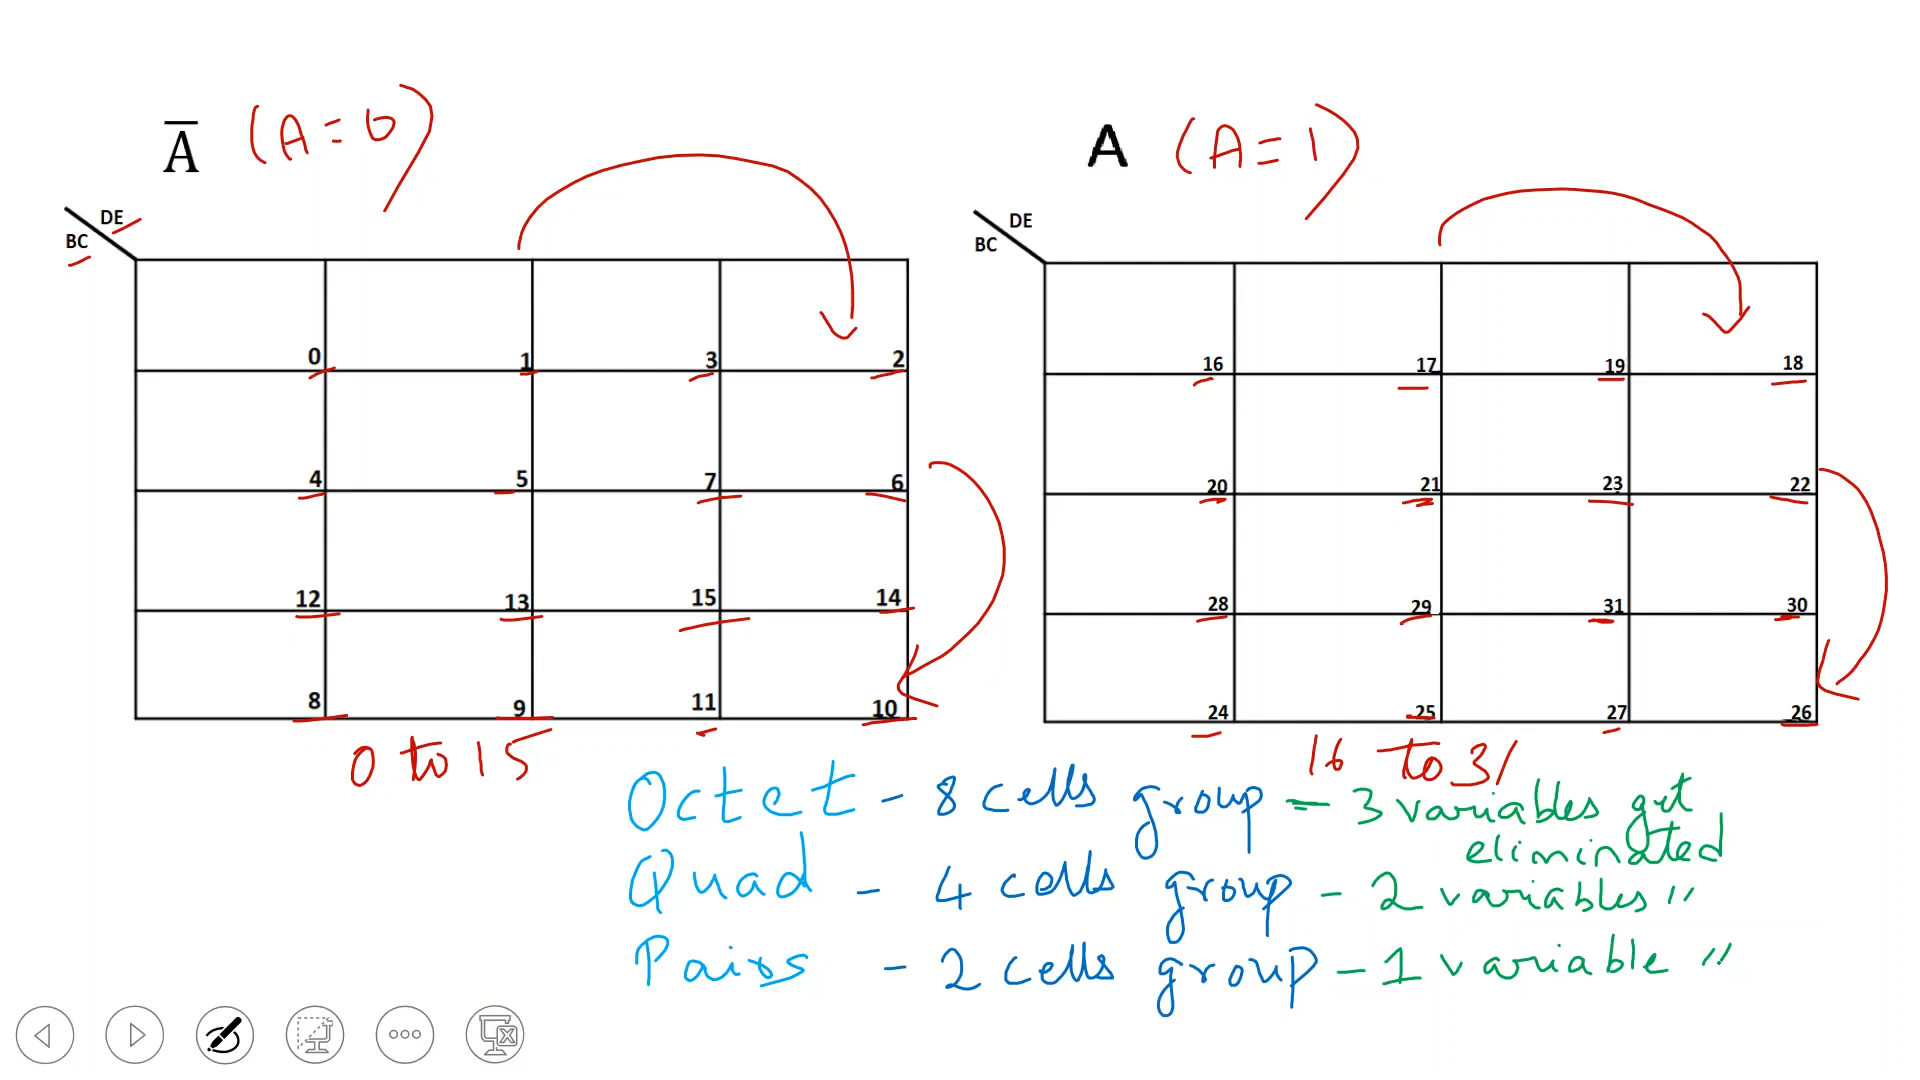 A̅ (A = 0)
A (A = 1)
DE
BC
0 1 3 2
4 5 7 6
12 13 15 14
8 9 11 10
0 to 15
DE
BC
16 17 19 18
20 21 23 22
28 29 31 30
24 25 27 26
16 to 31
Octet - 8 cells group = 3 variables get
eliminated
Quad - 4 cells group - 2 variables "
Pairs - 2 cells group - 1 variable "